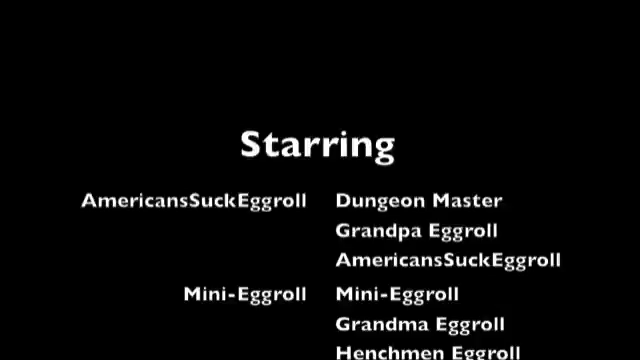 Starring
AmericansSuckEggroll Dungeon Master
Grandpa Eggroll
AmericansSuckEggroll
Mini-Eggroll Mini-Eggroll
Grandma Eggroll
Henchmen Eggroll